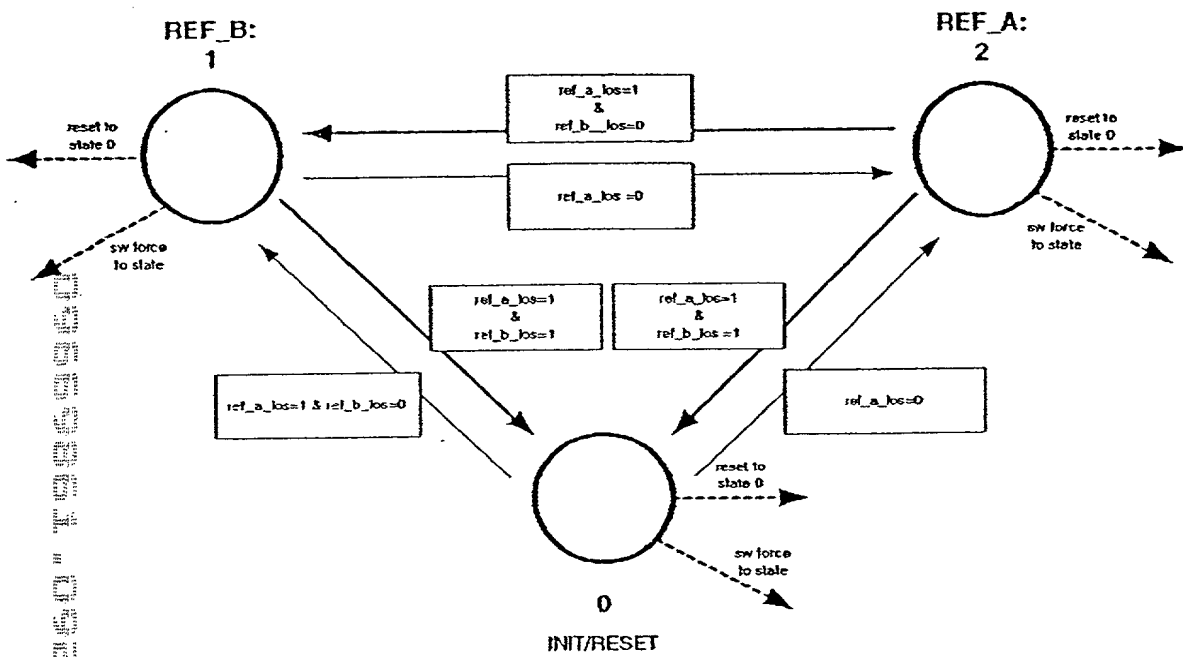 REF_B:
1
REF_A:
2
ref_a_los=1
&
ref_b__los=0
ref_a_los =0
reset to
state 0
sw force
to state
reset to
state 0
sw force
to state
ref_a_los=1
&
ref_b_los=1
ref_a_los=1
&
ref_b_los =1
ref_a_los=1 & ref_b_los=0
ref_a_los=0
reset to
state 0
sw force
to state
0
INIT/RESET